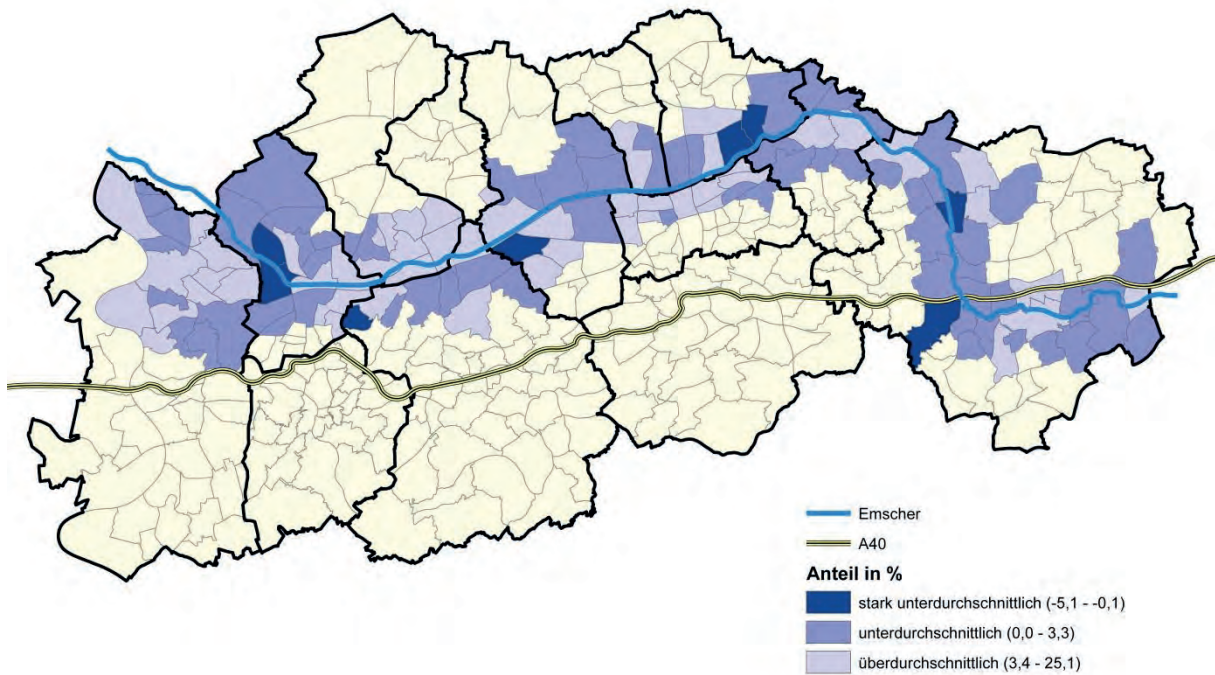 Emscher
A40
Anteil in %
stark unterdurchschnittlich (-5,1 - -0,1)
unterdurchschnittlich (0,0 - 3,3)
überdurchschnittlich (3,4 - 25,1)